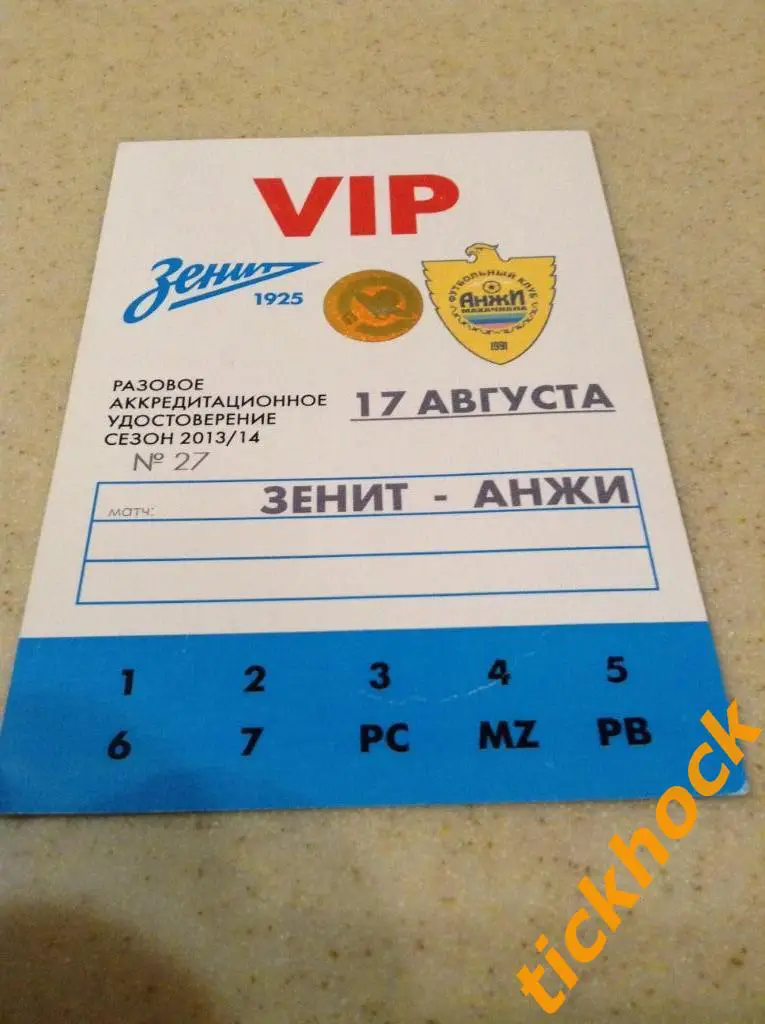 VIP
Зенит
1925
ФУТБОЛЬНЫЙ КЛУБ
АНЖИ
МАХАЧКАЛА
1991
РАЗОВОЕ
АККРЕДИТАЦИОННОЕ
УДОСТОВЕРЕНИЕ
СЕЗОН 2013/14
№ 27
17 АВГУСТА
матч: ЗЕНИТ - АНЖИ
1 2 3 4 5
6 7 PC MZ PB
tickhock